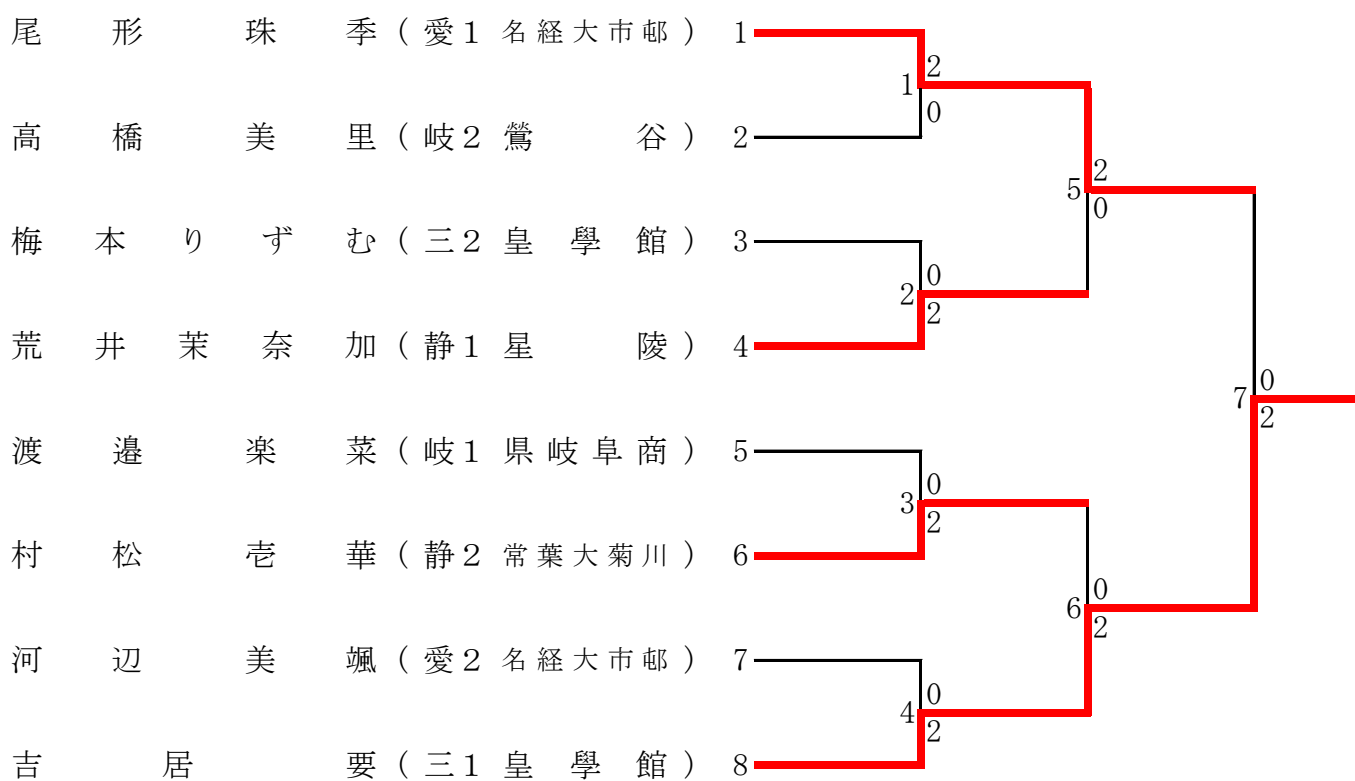 尾形珠季(愛1 名経大市邨) 1
2
1
0
高橋美里(岐2 鶯谷) 2
2
5
0
梅本りずむ(三2 皇學館) 3
0
2
2
荒井茉奈加(静1 星陵) 4
0
7
2
渡邉楽菜(岐1 県岐阜商) 5
0
3
2
村松壱華(静2 常葉大菊川) 6
0
6
2
河辺美颯(愛2 名経大市邨) 7
0
4
2
吉居要(三1 皇學館) 8